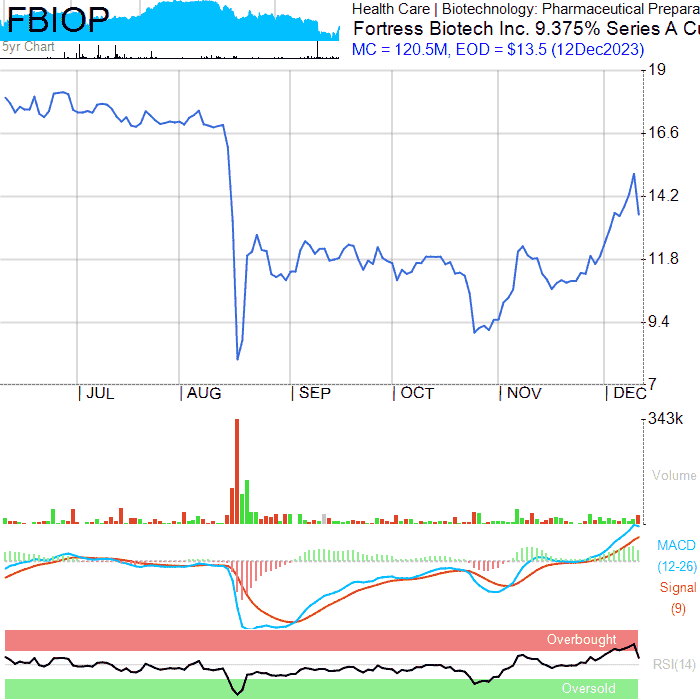 FBIOP
Health Care | Biotechnology: Pharmaceutical Prepara
Fortress Biotech Inc. 9.375% Series A Cu
5yr Chart
MC = 120.5M, EOD = $13.5 (12Dec2023)
19
16.6
14.2
11.8
9.4
7
| JUL | AUG | SEP | OCT | NOV | DEC
343k
Volume
MACD
(12-26)
Signal
(9)
Overbought
RSI(14)
Oversold